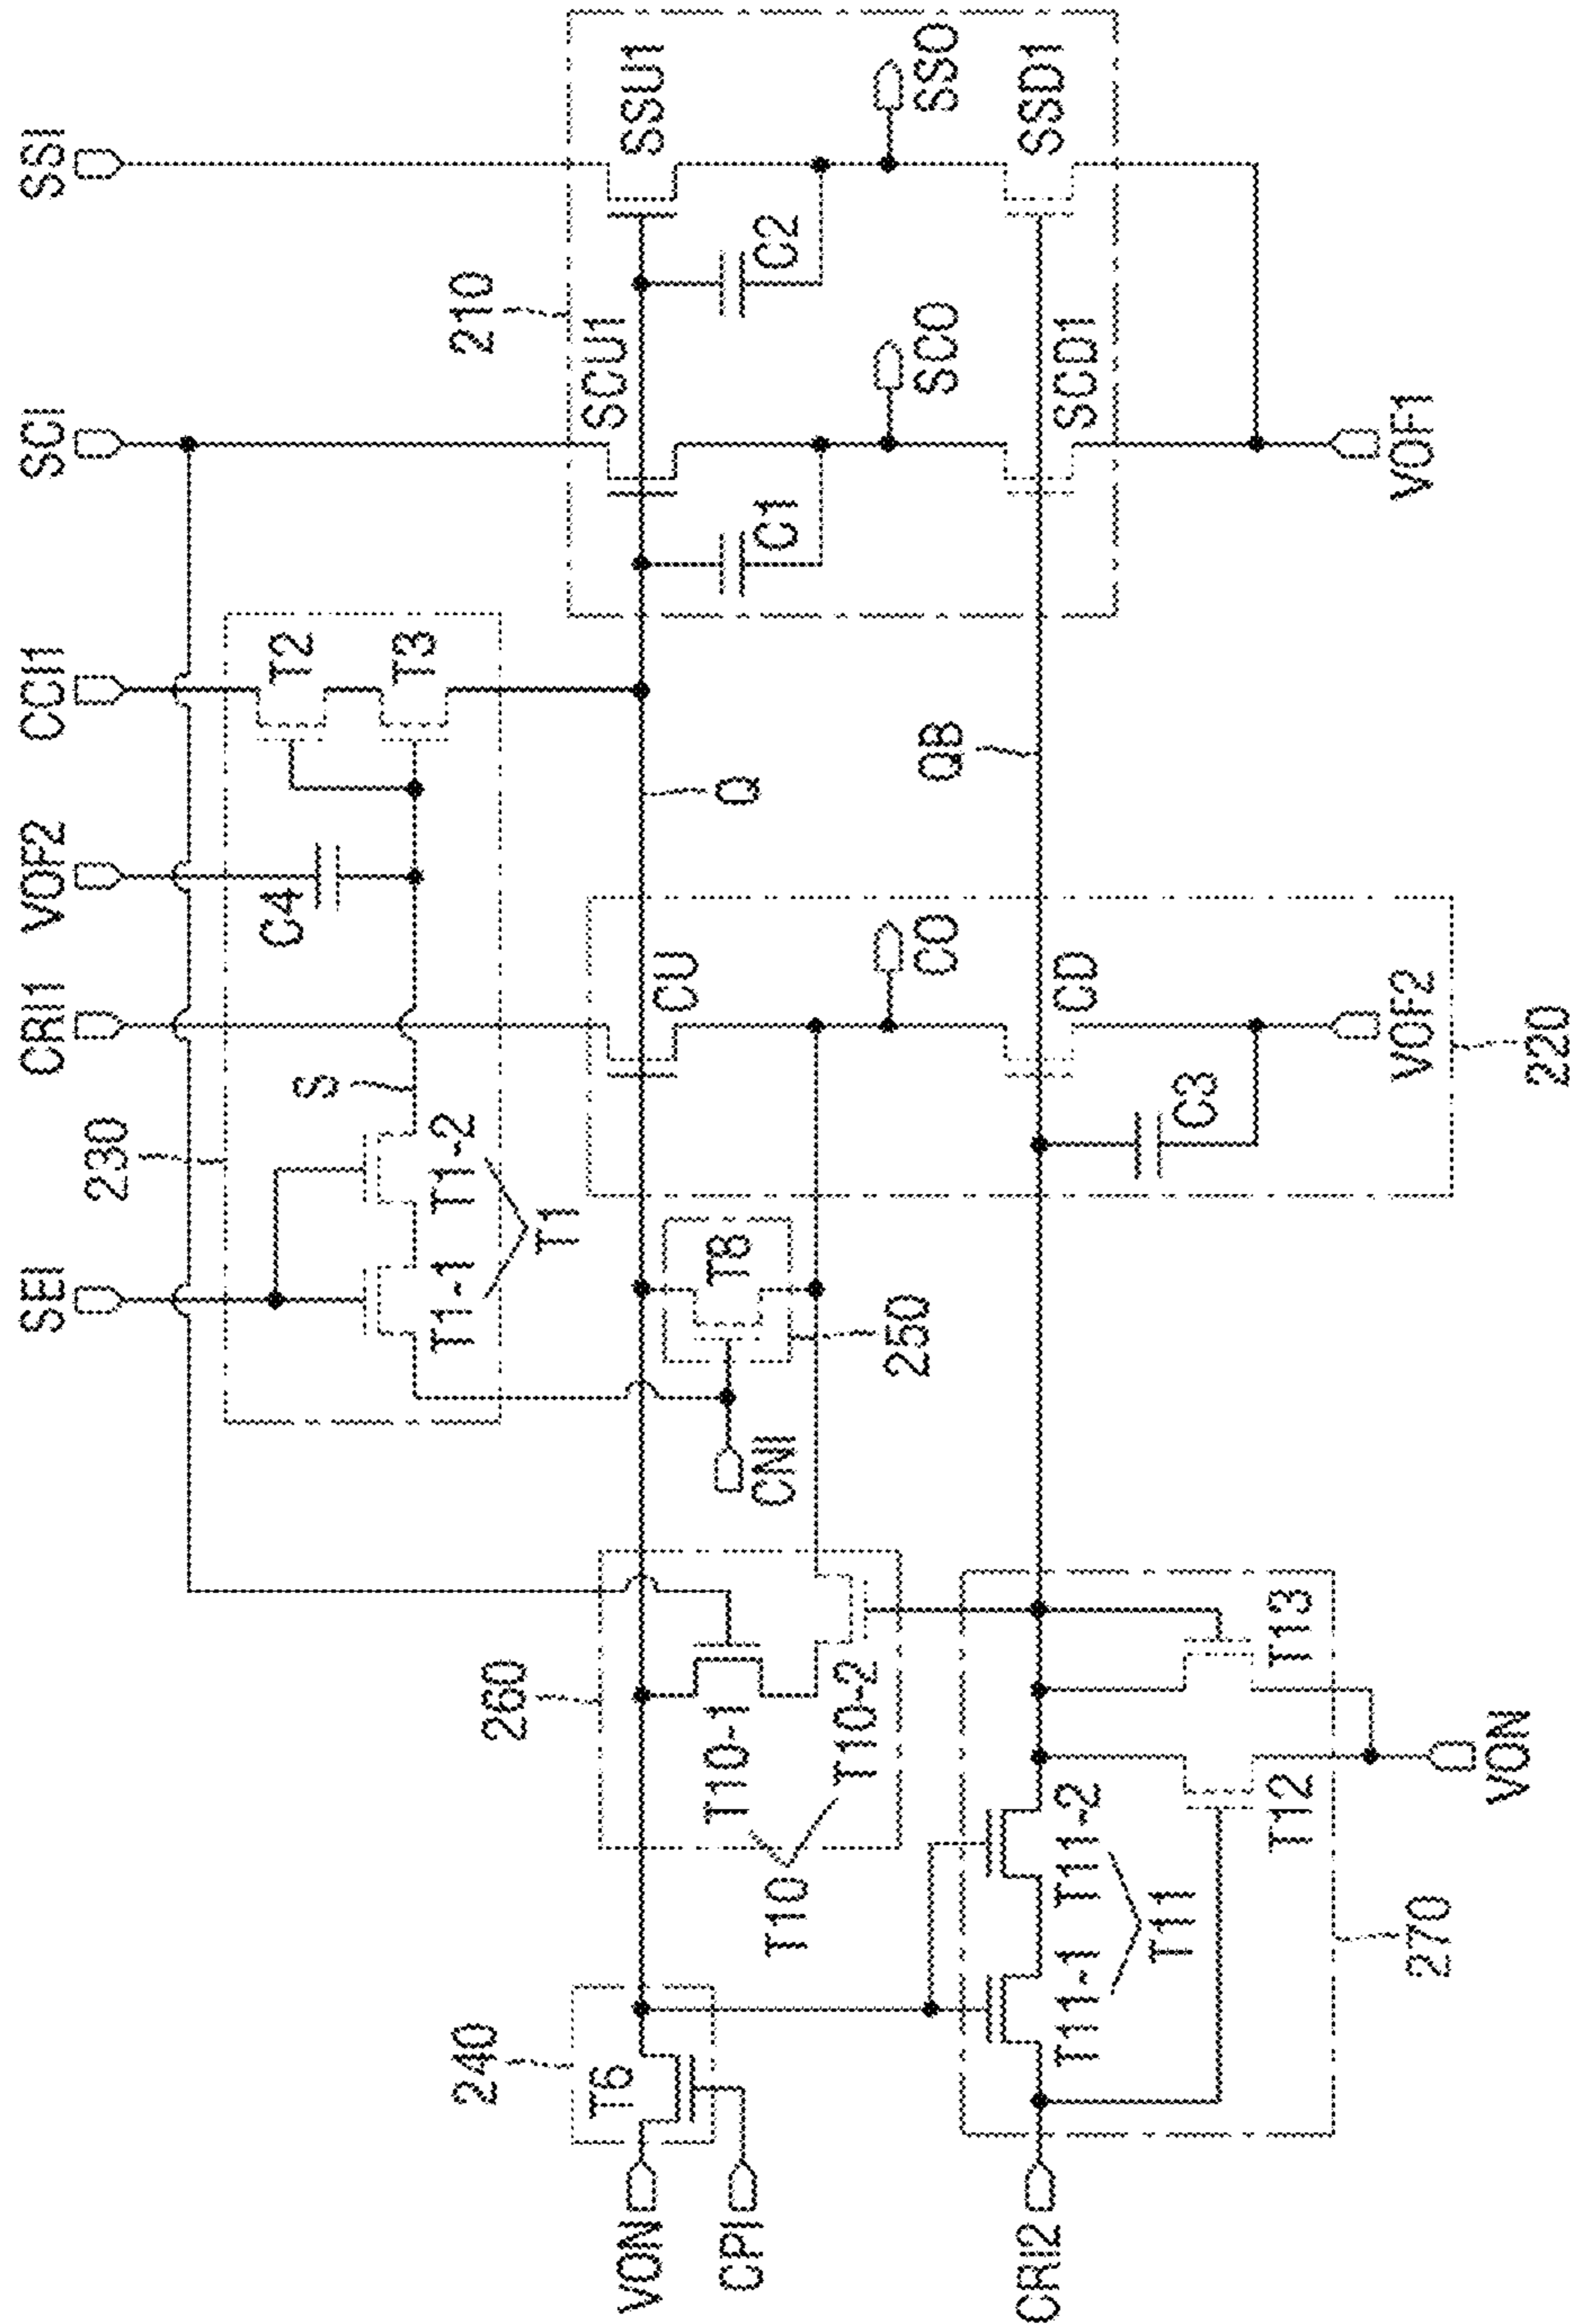 SEI
CRI1
VOF2
CCI1
SCI
SSI
230
S
C4
T2
T3
T1-1
T1-2
T1
210
SCU1
SSU1
C1
C2
SCO
SSO
SCD1
SSD1
VOF1
240
T6
VON
CPI
260
T10-1
T10-2
T10
CNI
T8
250
CU
CO
CD
C3
VOF2
220
Q
QB
CRI2
T11-1
T11-2
T11
T12
T13
270
VON